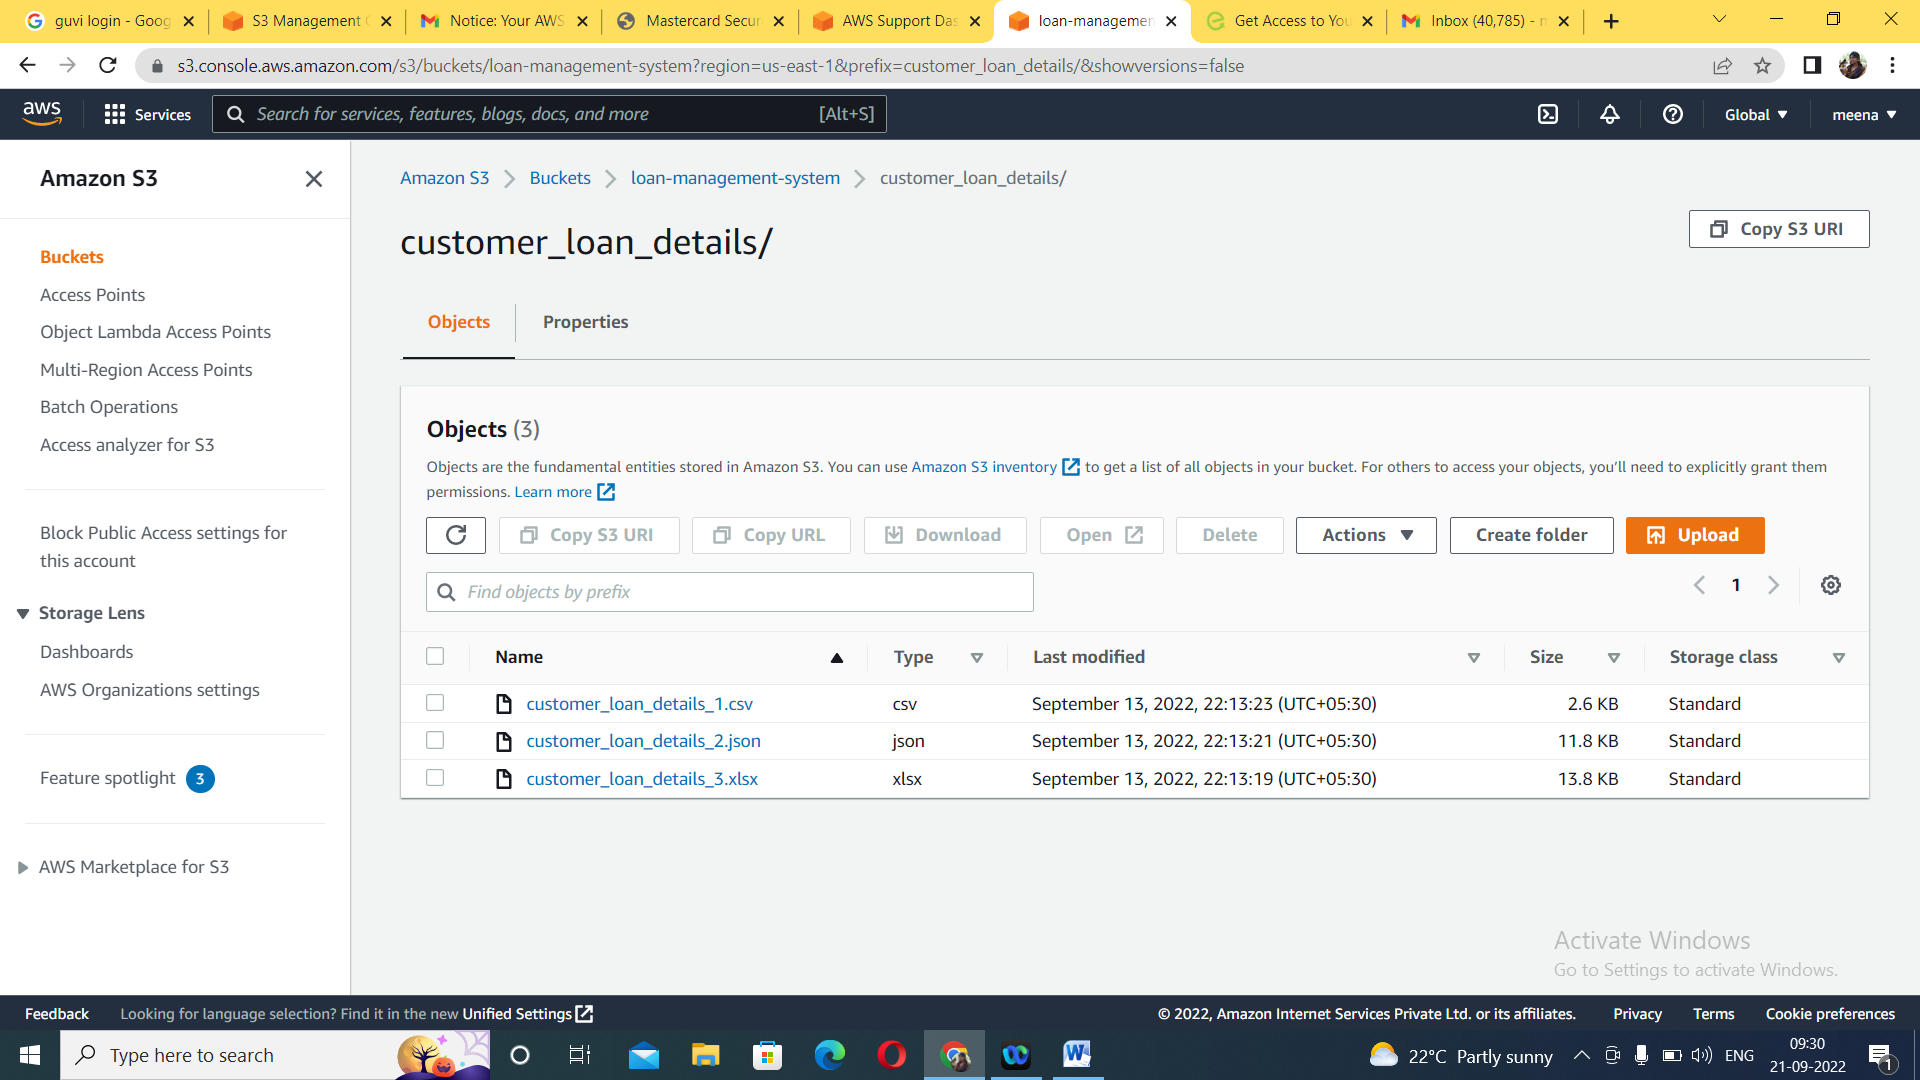 guvi login - Goog
S3 Management C
Notice: Your AWS
Mastercard Secur
AWS Support Das
loan-managemen
Get Access to You
Inbox (40,785) - m
s3.console.aws.amazon.com/s3/buckets/loan-management-system?region=us-east-1&prefix=customer_loan_details/&showversions=false
aws
Services
Search for services, features, blogs, docs, and more
[Alt+S]
Global
meena
Amazon S3
Buckets
Access Points
Object Lambda Access Points
Multi-Region Access Points
Batch Operations
Access analyzer for S3
Block Public Access settings for
this account
Storage Lens
Dashboards
AWS Organizations settings
Feature spotlight 3
AWS Marketplace for S3
Amazon S3 Buckets loan-management-system customer_loan_details/
customer_loan_details/
Copy S3 URI
Objects Properties
Objects (3)
Objects are the fundamental entities stored in Amazon S3. You can use Amazon S3 inventory to get a list of all objects in your bucket. For others to access your objects, you'll need to explicitly grant them
permissions. Learn more
Copy S3 URI Copy URL Download Open Delete Actions Create folder Upload
Find objects by prefix
1
Name Type Last modified Size Storage class
customer_loan_details_1.csv csv September 13, 2022, 22:13:23 (UTC+05:30) 2.6 KB Standard
customer_loan_details_2.json json September 13, 2022, 22:13:21 (UTC+05:30) 11.8 KB Standard
customer_loan_details_3.xlsx xlsx September 13, 2022, 22:13:19 (UTC+05:30) 13.8 KB Standard
Activate Windows
Go to Settings to activate Windows.
Feedback Looking for language selection? Find it in the new Unified Settings
© 2022, Amazon Internet Services Private Ltd. or its affiliates. Privacy Terms Cookie preferences
Type here to search
22°C Partly sunny
ENG
09:30
21-09-2022
1